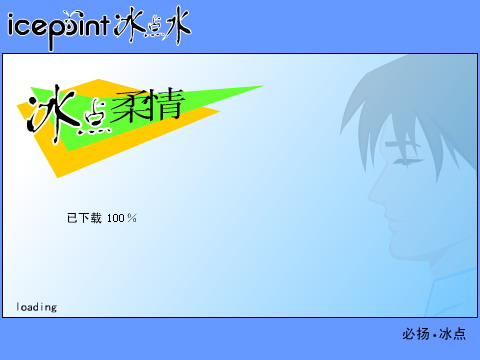 icepoint 冰点水
冰点柔情
已下载 100%
loading
必扬·冰点